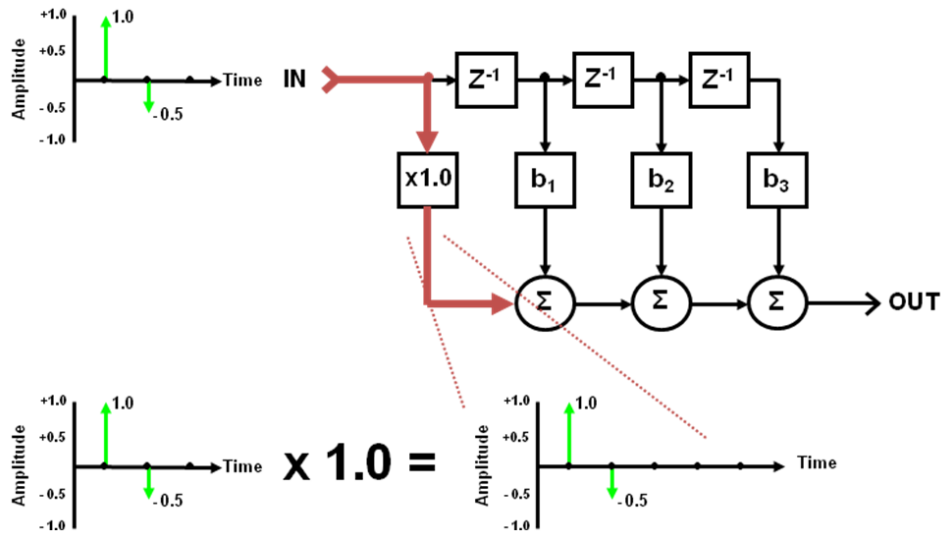 +1.0
1.0
+0.5
Amplitude
Time
- 0.5
- 0.5
- 1.0
IN
Z-1
Z-1
Z-1
x1.0
b1
b2
b3
Σ
Σ
Σ
OUT
+1.0
1.0
+0.5
Amplitude
Time
- 0.5
- 0.5
- 1.0
x 1.0 =
+1.0
1.0
+0.5
Amplitude
Time
- 0.5
- 0.5
- 1.0